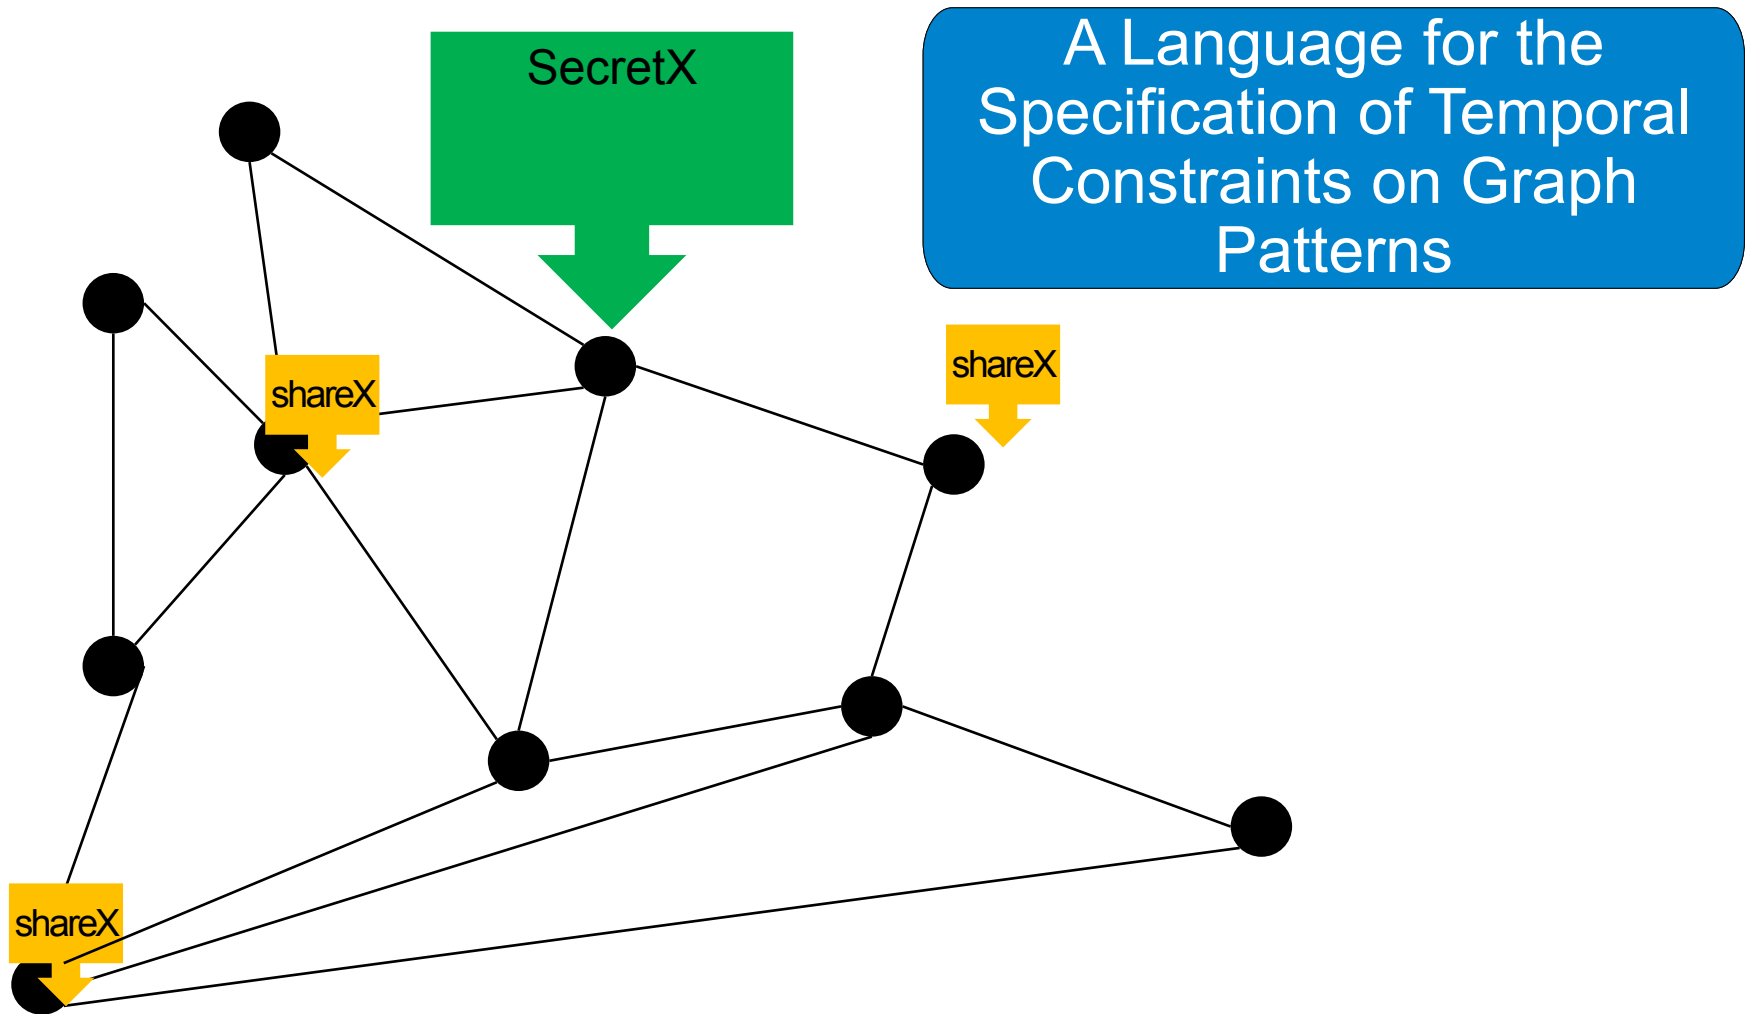 SecretX
A Language for the
Specification of Temporal
Constraints on Graph
Patterns
shareX
shareX
shareX